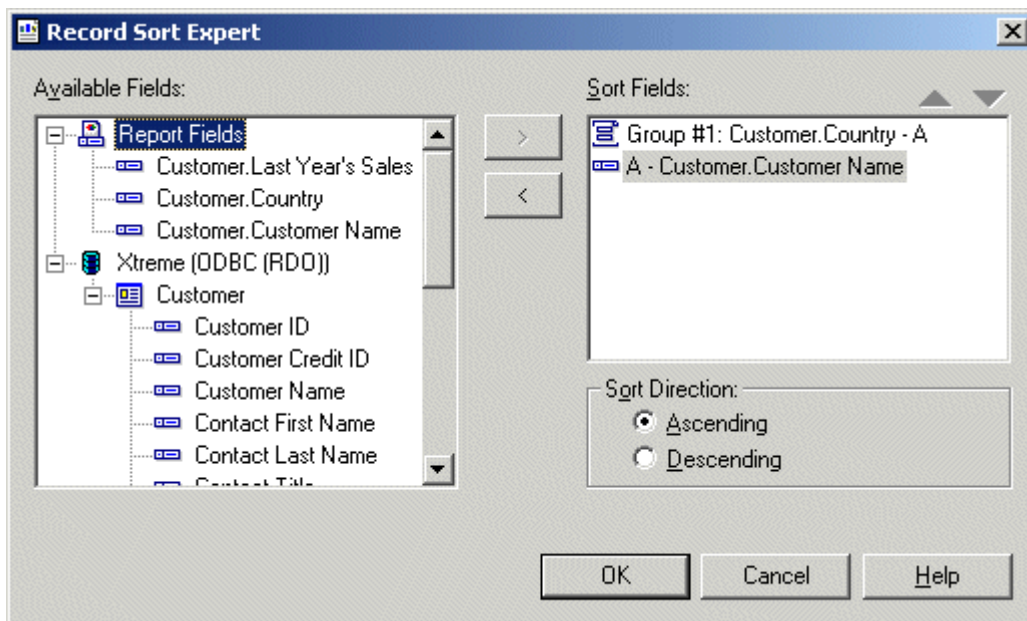 Record Sort Expert
Available Fields:
Report Fields
Customer.Last Year's Sales
Customer.Country
Customer.Customer Name
Xtreme (ODBC (RDO))
Customer
Customer ID
Customer Credit ID
Customer Name
Contact First Name
Contact Last Name
Contact Title
>
<
Sort Fields:
Group #1: Customer.Country - A
A - Customer.Customer Name
Sort Direction:
Ascending
Descending
OK
Cancel
Help